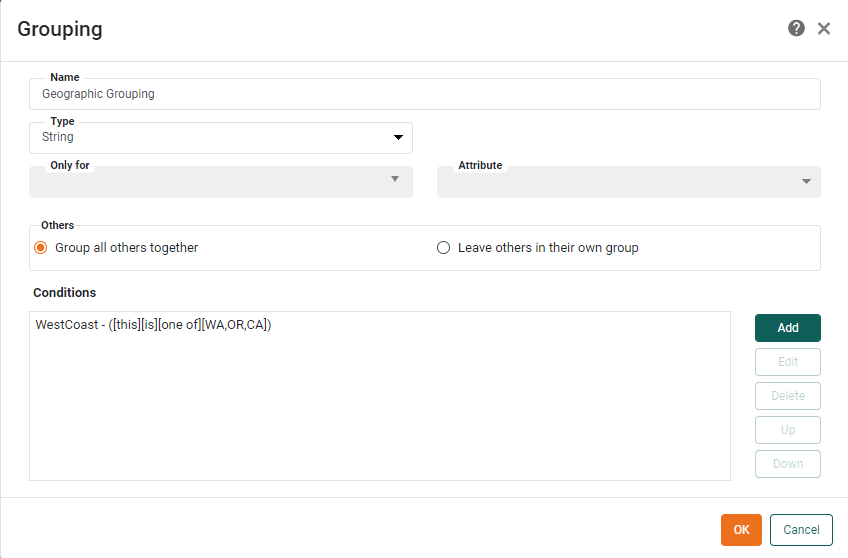 Grouping
Name
Geographic Grouping
Type
String
Only for
Attribute
Others
Group all others together
Leave others in their own group
Conditions
WestCoast - ([this][is][one of][WA,OR,CA])
Add
Edit
Delete
Up
Down
OK
Cancel